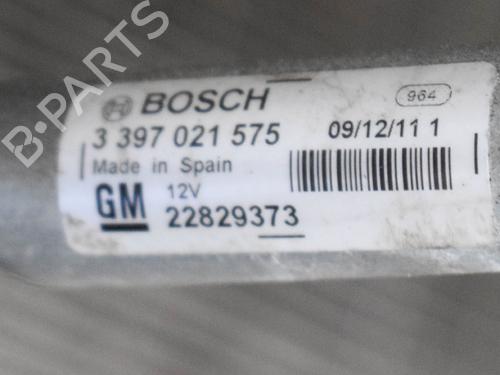 B-PARTS
BOSCH
964
3 397 021 575
09/12/11 1
Made in Spain
GM
12V
22829373